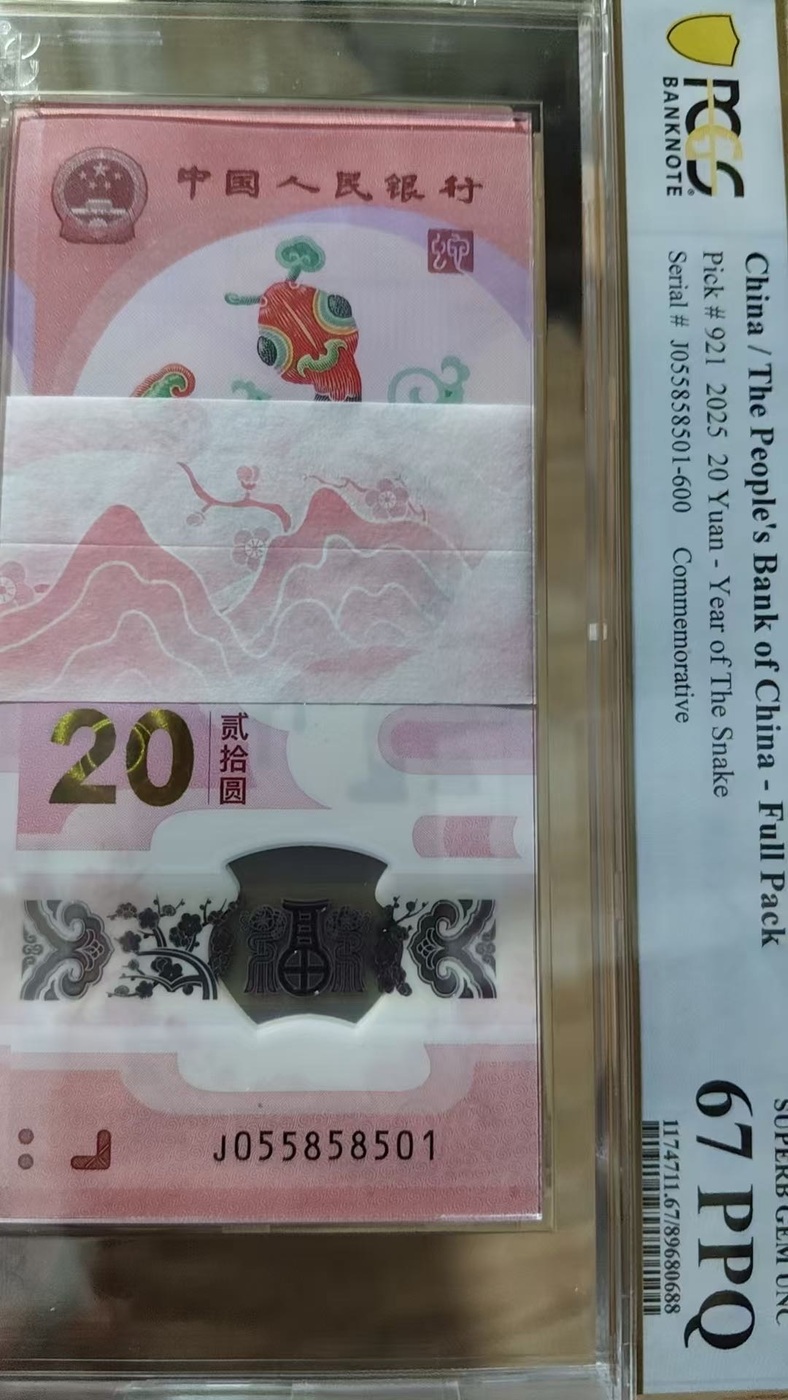 中国人民银行
20
贰拾圆
J055858501
PCGS
BANKNOTE
China / The People's Bank of China - Full Pack
Pick # 921 2025 20 Yuan - Year of The Snake
Serial # J055858501-600 Commemorative
SUPERB GEM UNC
67 PPQ
1174711.67/89680688